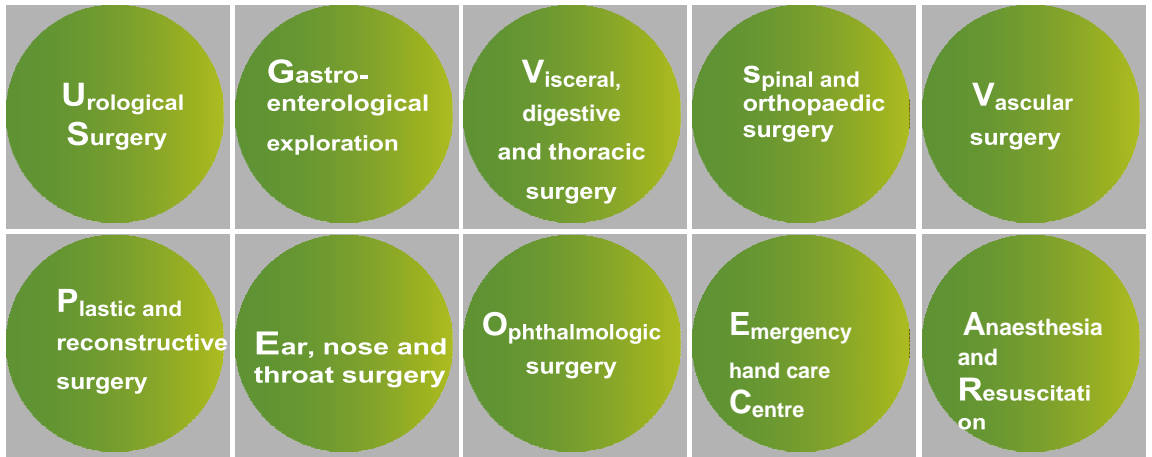 Urological
Surgery
Gastro-
enterological
exploration
Visceral,
digestive
and thoracic
surgery
spinal and
orthopaedic
surgery
Vascular
surgery
Plastic and
reconstructive
surgery
Ear, nose and
throat surgery
Ophthalmologic
surgery
Emergency
hand care
Centre
Anaesthesia
and
Resuscitati
on